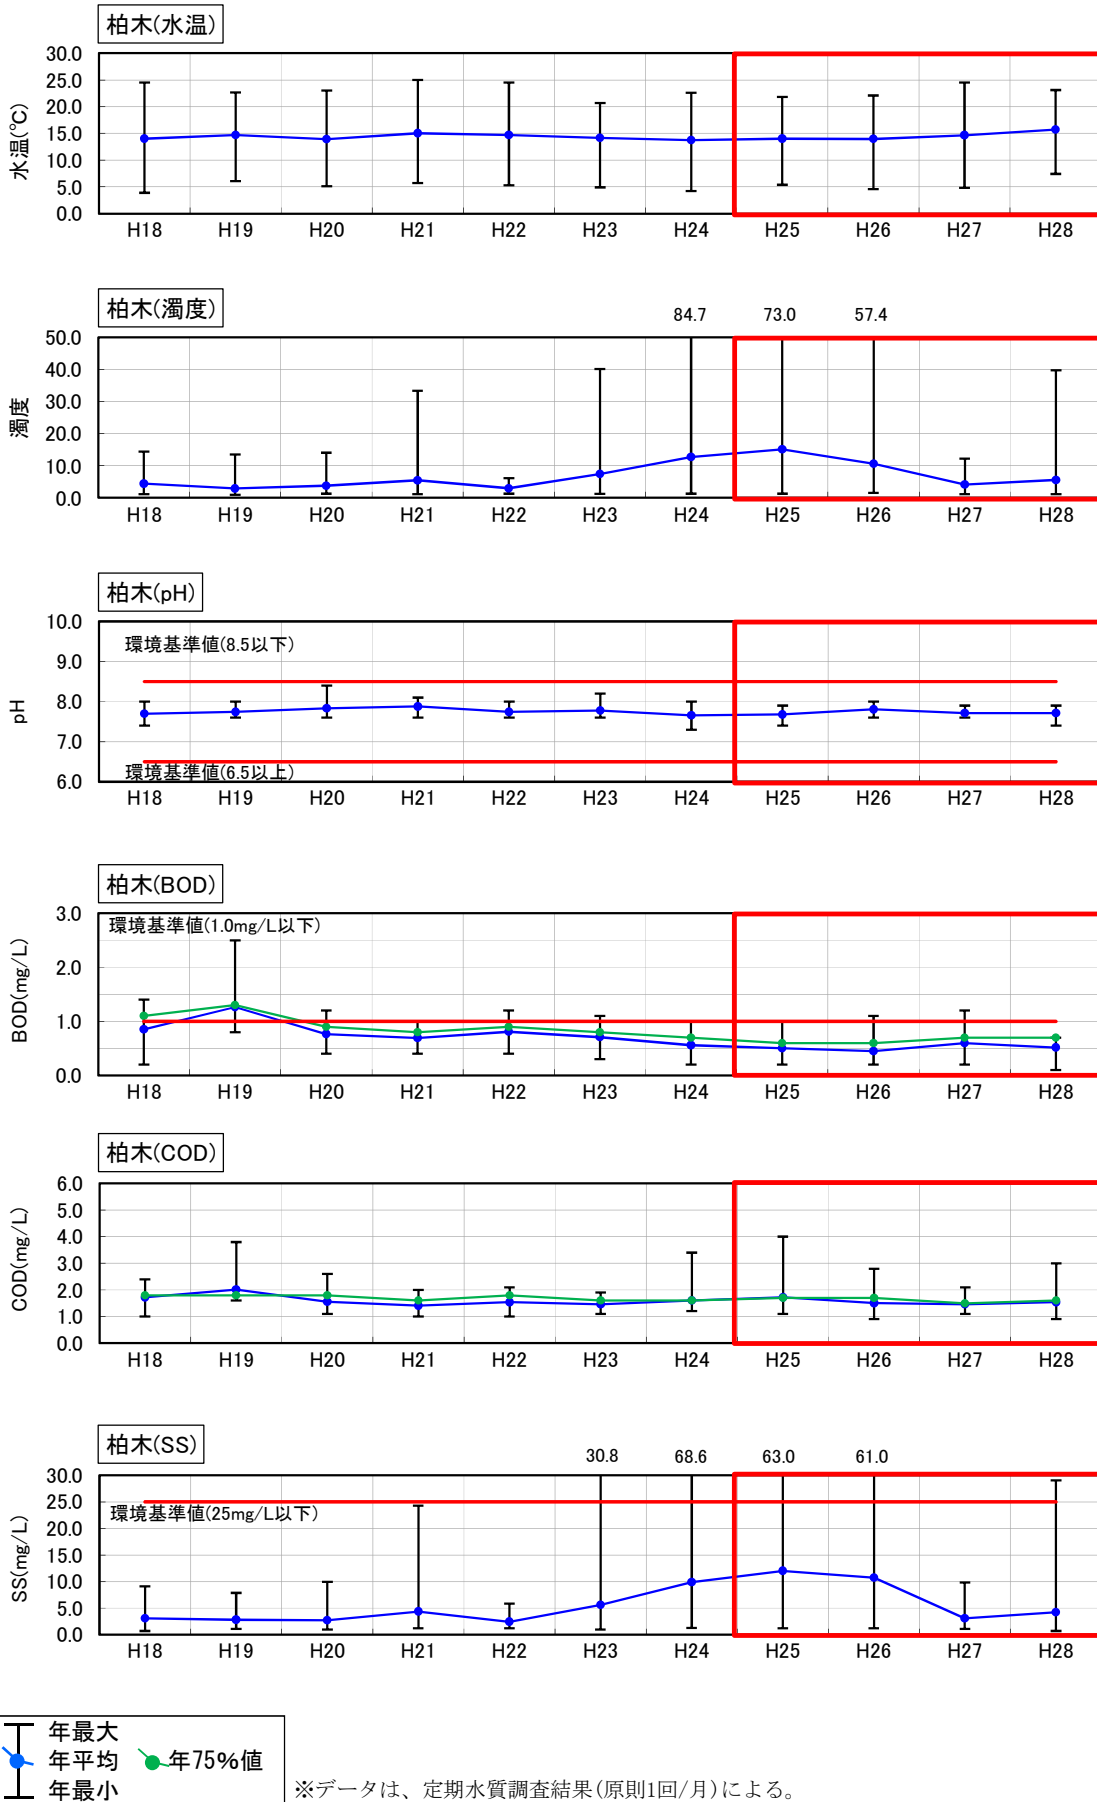 柏木(水温)
30.0
25.0
20.0
15.0
10.0
5.0
0.0
水温(℃)
H18 H19 H20 H21 H22 H23 H24 H25 H26 H27 H28
柏木(濁度)
84.7 73.0 57.4
50.0
40.0
30.0
20.0
10.0
0.0
濁度
H18 H19 H20 H21 H22 H23 H24 H25 H26 H27 H28
柏木(pH)
10.0
9.0
8.0
7.0
6.0
pH
環境基準値(8.5以下)
環境基準値(6.5以上)
H18 H19 H20 H21 H22 H23 H24 H25 H26 H27 H28
柏木(BOD)
3.0
2.0
1.0
0.0
BOD(mg/L)
環境基準値(1.0mg/L以下)
H18 H19 H20 H21 H22 H23 H24 H25 H26 H27 H28
柏木(COD)
6.0
5.0
4.0
3.0
2.0
1.0
0.0
COD(mg/L)
H18 H19 H20 H21 H22 H23 H24 H25 H26 H27 H28
柏木(SS)
30.8 68.6 63.0 61.0
30.0
25.0
20.0
15.0
10.0
5.0
0.0
SS(mg/L)
環境基準値(25mg/L以下)
H18 H19 H20 H21 H22 H23 H24 H25 H26 H27 H28
年最大
年平均 年75%値
年最小
※データは、定期水質調査結果(原則1回/月)による。